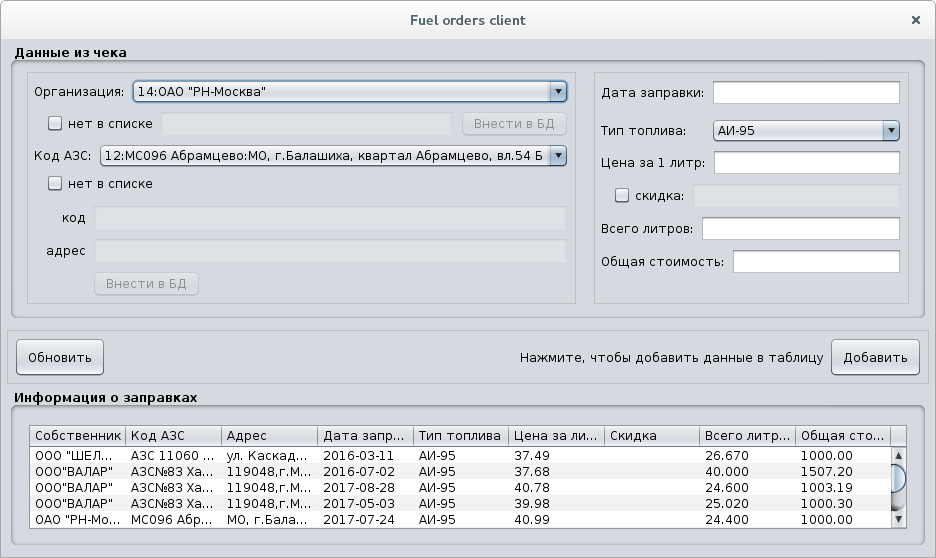 Fuel orders client
Данные из чека
Организация: 14:ОАО "РН-Москва"
нет в списке Внести в БД
Код АЗС: 12:МС096 Абрамцево:МО, г.Балашиха, квартал Абрамцево, вл.54 Б
нет в списке
код
адрес
Внести в БД
Дата заправки:
Тип топлива: АИ-95
Цена за 1 литр:
скидка:
Всего литров:
Общая стоимость:
Обновить Нажмите, чтобы добавить данные в таблицу Добавить
Информация о заправках
Собственник Код АЗС Адрес Дата запр... Тип топлива Цена за ли... Скидка Всего литр... Общая сто...
ООО "ШЕЛ... АЗС 11060 ... ул. Каскад... 2016-03-11 АИ-95 37.49 26.670 1000.00
ООО"ВАЛАР" АЗС№83 Ха... 119048,г.М... 2016-07-02 АИ-95 37.68 40.000 1507.20
ООО"ВАЛАР" АЗС№83 Ха... 119048,г.М... 2017-08-28 АИ-95 40.78 24.600 1003.19
ООО"ВАЛАР" АЗС№83 Ха... 119048,г.М... 2017-05-03 АИ-95 39.98 25.020 1000.30
ОАО "РН-Мо... МС096 Абр... МО, г.Бала... 2017-07-24 АИ-95 40.99 24.400 1000.00